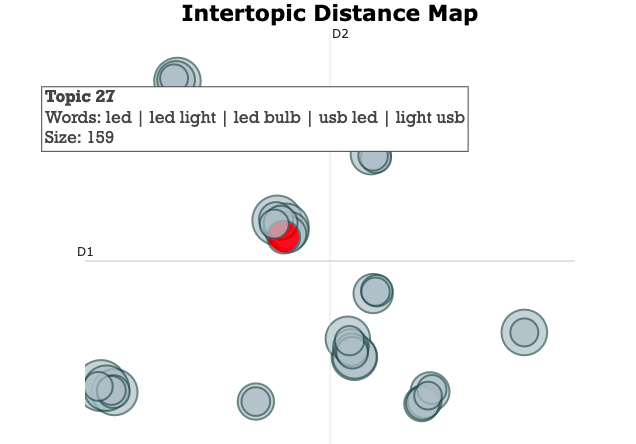 Intertopic Distance Map
D2
Topic 27
Words: led | led light | led bulb | usb led | light usb
Size: 159
D1